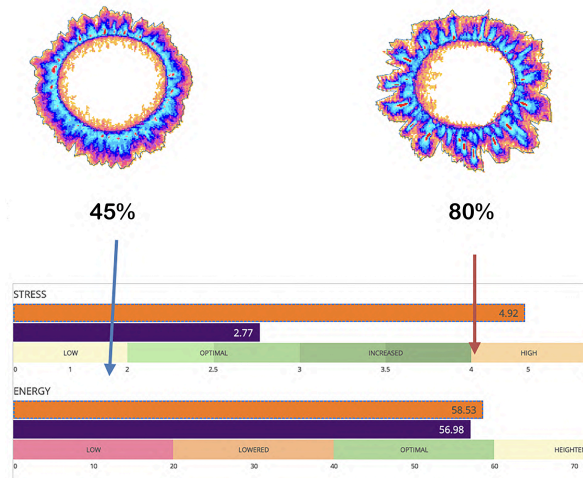 45% 80%
STRESS
4.92
2.77
LOW OPTIMAL INCREASED HIGH
0 1 2 2.5 3 3.5 4 5
ENERGY
58.53
56.98
LOW LOWERED OPTIMAL HEIGHTE
0 10 20 30 40 50 60 70